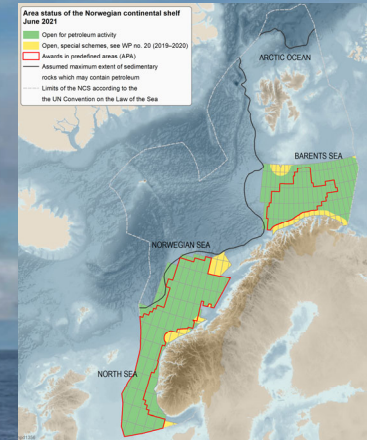 Area status of the Norwegian continental shelf
June 2021
Open for petroleum activity
Open, special schemes, see WP no. 20 (2019–2020)
Awards in predefined areas (APA)
Assumed maximum extent of sedimentary
rocks which may contain petroleum
Limits of the NCS according to the
the UN Convention on the Law of the Sea
ARCTIC OCEAN
BARENTS SEA
NORWEGIAN SEA
NORTH SEA